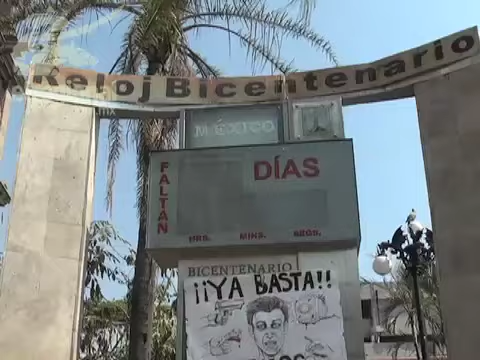 Reloj Bicentenario
MÉXICO
FALTAN
DÍAS
HRS. MINS. SEGS.
BICENTENARIO
¡¡YA BASTA!!